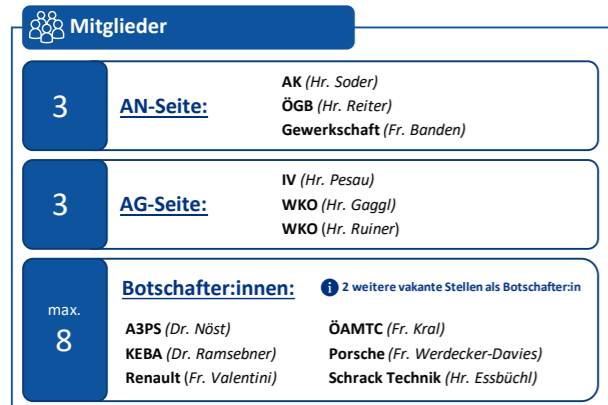 Mitglieder
3
AN-Seite:
AK (Hr. Soder)
ÖGB (Hr. Reiter)
Gewerkschaft (Fr. Banden)
3
AG-Seite:
IV (Hr. Pesau)
WKO (Hr. Gaggl)
WKO (Hr. Ruiner)
max.
8
Botschafter:innen:
i 2 weitere vakante Stellen als Botschafter:in
A3PS (Dr. Nöst)
KEBA (Dr. Ramsebner)
Renault (Fr. Valentini)
ÖAMTC (Fr. Kral)
Porsche (Fr. Werdecker-Davies)
Schrack Technik (Hr. Essbüchl)